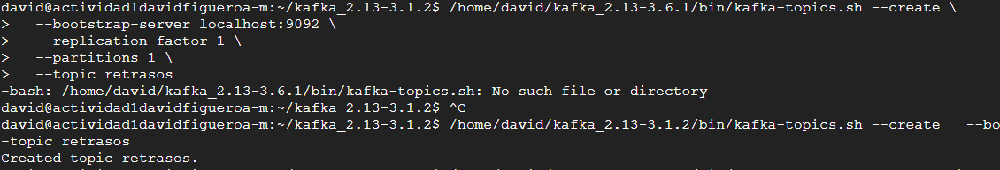 david@actividad1davidfigueroa-m:~/kafka_2.13-3.1.2$ /home/david/kafka_2.13-3.6.1/bin/kafka-topics.sh --create \
>   --bootstrap-server localhost:9092 \
>   --replication-factor 1 \
>   --partitions 1 \
>   --topic retrasos
-bash: /home/david/kafka_2.13-3.6.1/bin/kafka-topics.sh: No such file or directory
david@actividad1davidfigueroa-m:~/kafka_2.13-3.1.2$ ^C
david@actividad1davidfigueroa-m:~/kafka_2.13-3.1.2$ /home/david/kafka_2.13-3.1.2/bin/kafka-topics.sh --create   --bo
-topic retrasos
Created topic retrasos.